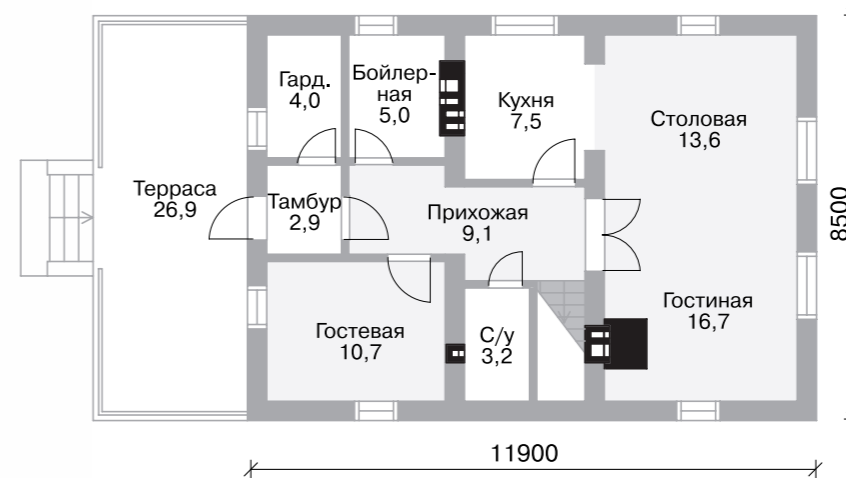 Гард.
4,0
Бойлер-
ная
5,0
Кухня
7,5
Столовая
13,6
Терраса
26,9
Тамбур
2,9
Прихожая
9,1
8500
Гостевая
10,7
С/у
3,2
Гостиная
16,7
11900